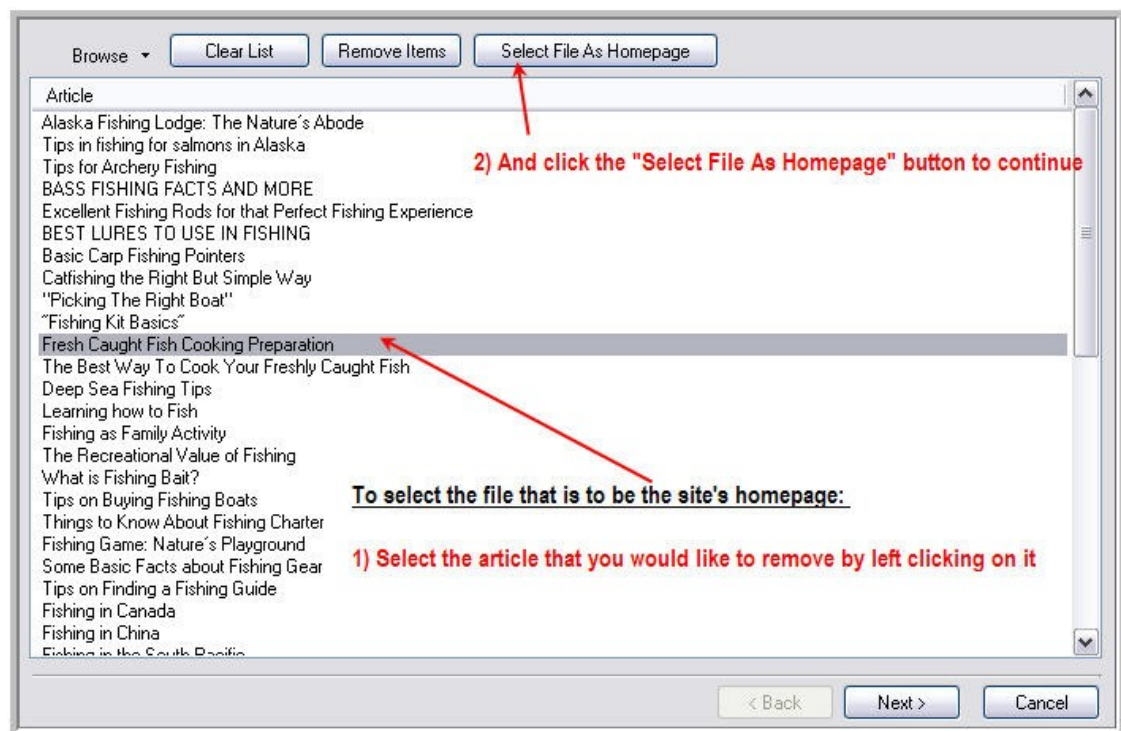 Browse Clear List Remove Items Select File As Homepage
Article
Alaska Fishing Lodge: The Nature´s Abode
Tips in fishing for salmons in Alaska
2) And click the "Select File As Homepage" button to continue
Tips for Archery Fishing
BASS FISHING FACTS AND MORE
Excellent Fishing Rods for that Perfect Fishing Experience
BEST LURES TO USE IN FISHING
Basic Carp Fishing Pointers
Catfishing the Right But Simple Way
''Picking The Right Boat''
˝Fishing Kit Basics˝
Fresh Caught Fish Cooking Preparation
The Best Way To Cook Your Freshly Caught Fish
Deep Sea Fishing Tips
Learning how to Fish
Fishing as Family Activity
The Recreational Value of Fishing
What is Fishing Bait?
To select the file that is to be the site's homepage:
Tips on Buying Fishing Boats
Things to Know About Fishing Charter
Fishing Game: Nature´s Playground
1) Select the article that you would like to remove by left clicking on it
Some Basic Facts about Fishing Gear
Tips on Finding a Fishing Guide
Fishing in Canada
Fishing in China
Fishing in the South Pacific
< Back Next > Cancel